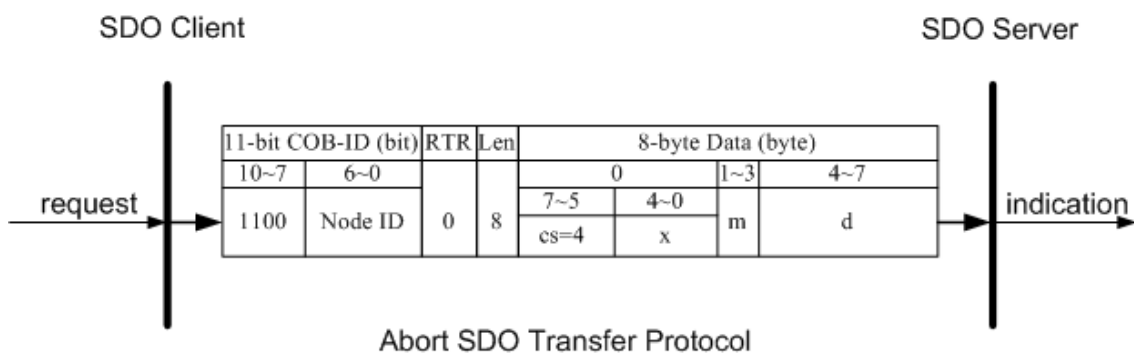 SDO Client
SDO Server
11-bit COB-ID (bit) RTR Len 8-byte Data (byte)
10~7 6~0 0 1~3 4~7
7~5 4~0
request 1100 Node ID 0 8 m d indication
cs=4 x
Abort SDO Transfer Protocol